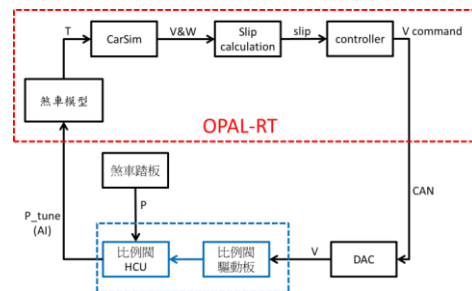 T
CarSim
V&W
Slip
calculation
slip
controller
V command
煞車模型
OPAL-RT
煞車踏板
CAN
P_tune
(AI)
P
比例閥
HCU
比例閥
驅動板
V
DAC